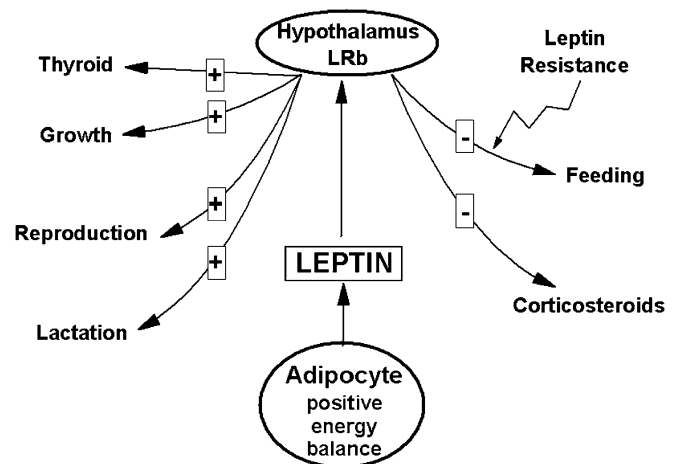 Hypothalamus
LRb
Thyroid
+
Growth
+
Reproduction
+
Lactation
+
Leptin
Resistance
-
Feeding
-
Corticosteroids
LEPTIN
Adipocyte
positive
energy
balance